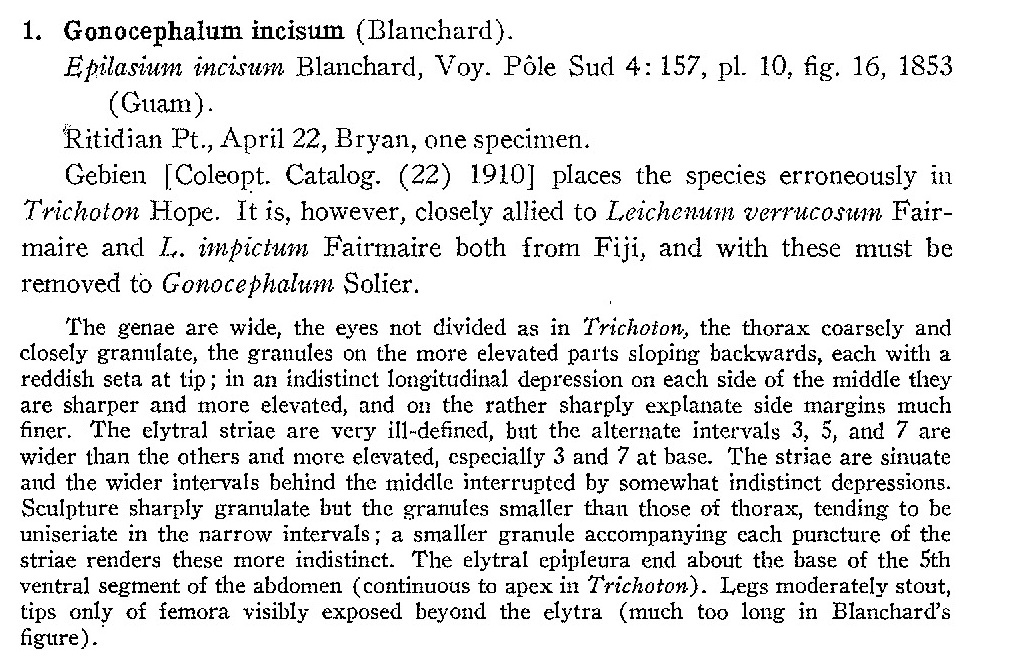 1. Gonocephalum incisum (Blanchard).
Epilasium incisum Blanchard, Voy. Pôle Sud 4: 157, pl. 10, fig. 16, 1853
(Guam).
Ritidian Pt., April 22, Bryan, one specimen.
Gebien [Coleopt. Catalog. (22) 1910] places the species erroneously in
Trichoton Hope. It is, however, closely allied to Leichenum verrucosum Fair-
maire and L. impictum Fairmaire both from Fiji, and with these must be
removed to Gonocephalum Solier.
The genae are wide, the eyes not divided as in Trichoton, the thorax coarsely and
closely granulate, the granules on the more elevated parts sloping backwards, each with a
reddish seta at tip; in an indistinct longitudinal depression on each side of the middle they
are sharper and more elevated, and on the rather sharply explanate side margins much
finer. The elytral striae are very ill-defined, but the alternate intervals 3, 5, and 7 are
wider than the others and more elevated, especially 3 and 7 at base. The striae are sinuate
and the wider intervals behind the middle interrupted by somewhat indistinct depressions.
Sculpture sharply granulate but the granules smaller than those of thorax, tending to be
uniseriate in the narrow intervals; a smaller granule accompanying each puncture of the
striae renders these more indistinct. The elytral epipleura end about the base of the 5th
ventral segment of the abdomen (continuous to apex in Trichoton). Legs moderately stout,
tips only of femora visibly exposed beyond the elytra (much too long in Blanchard's
figure).